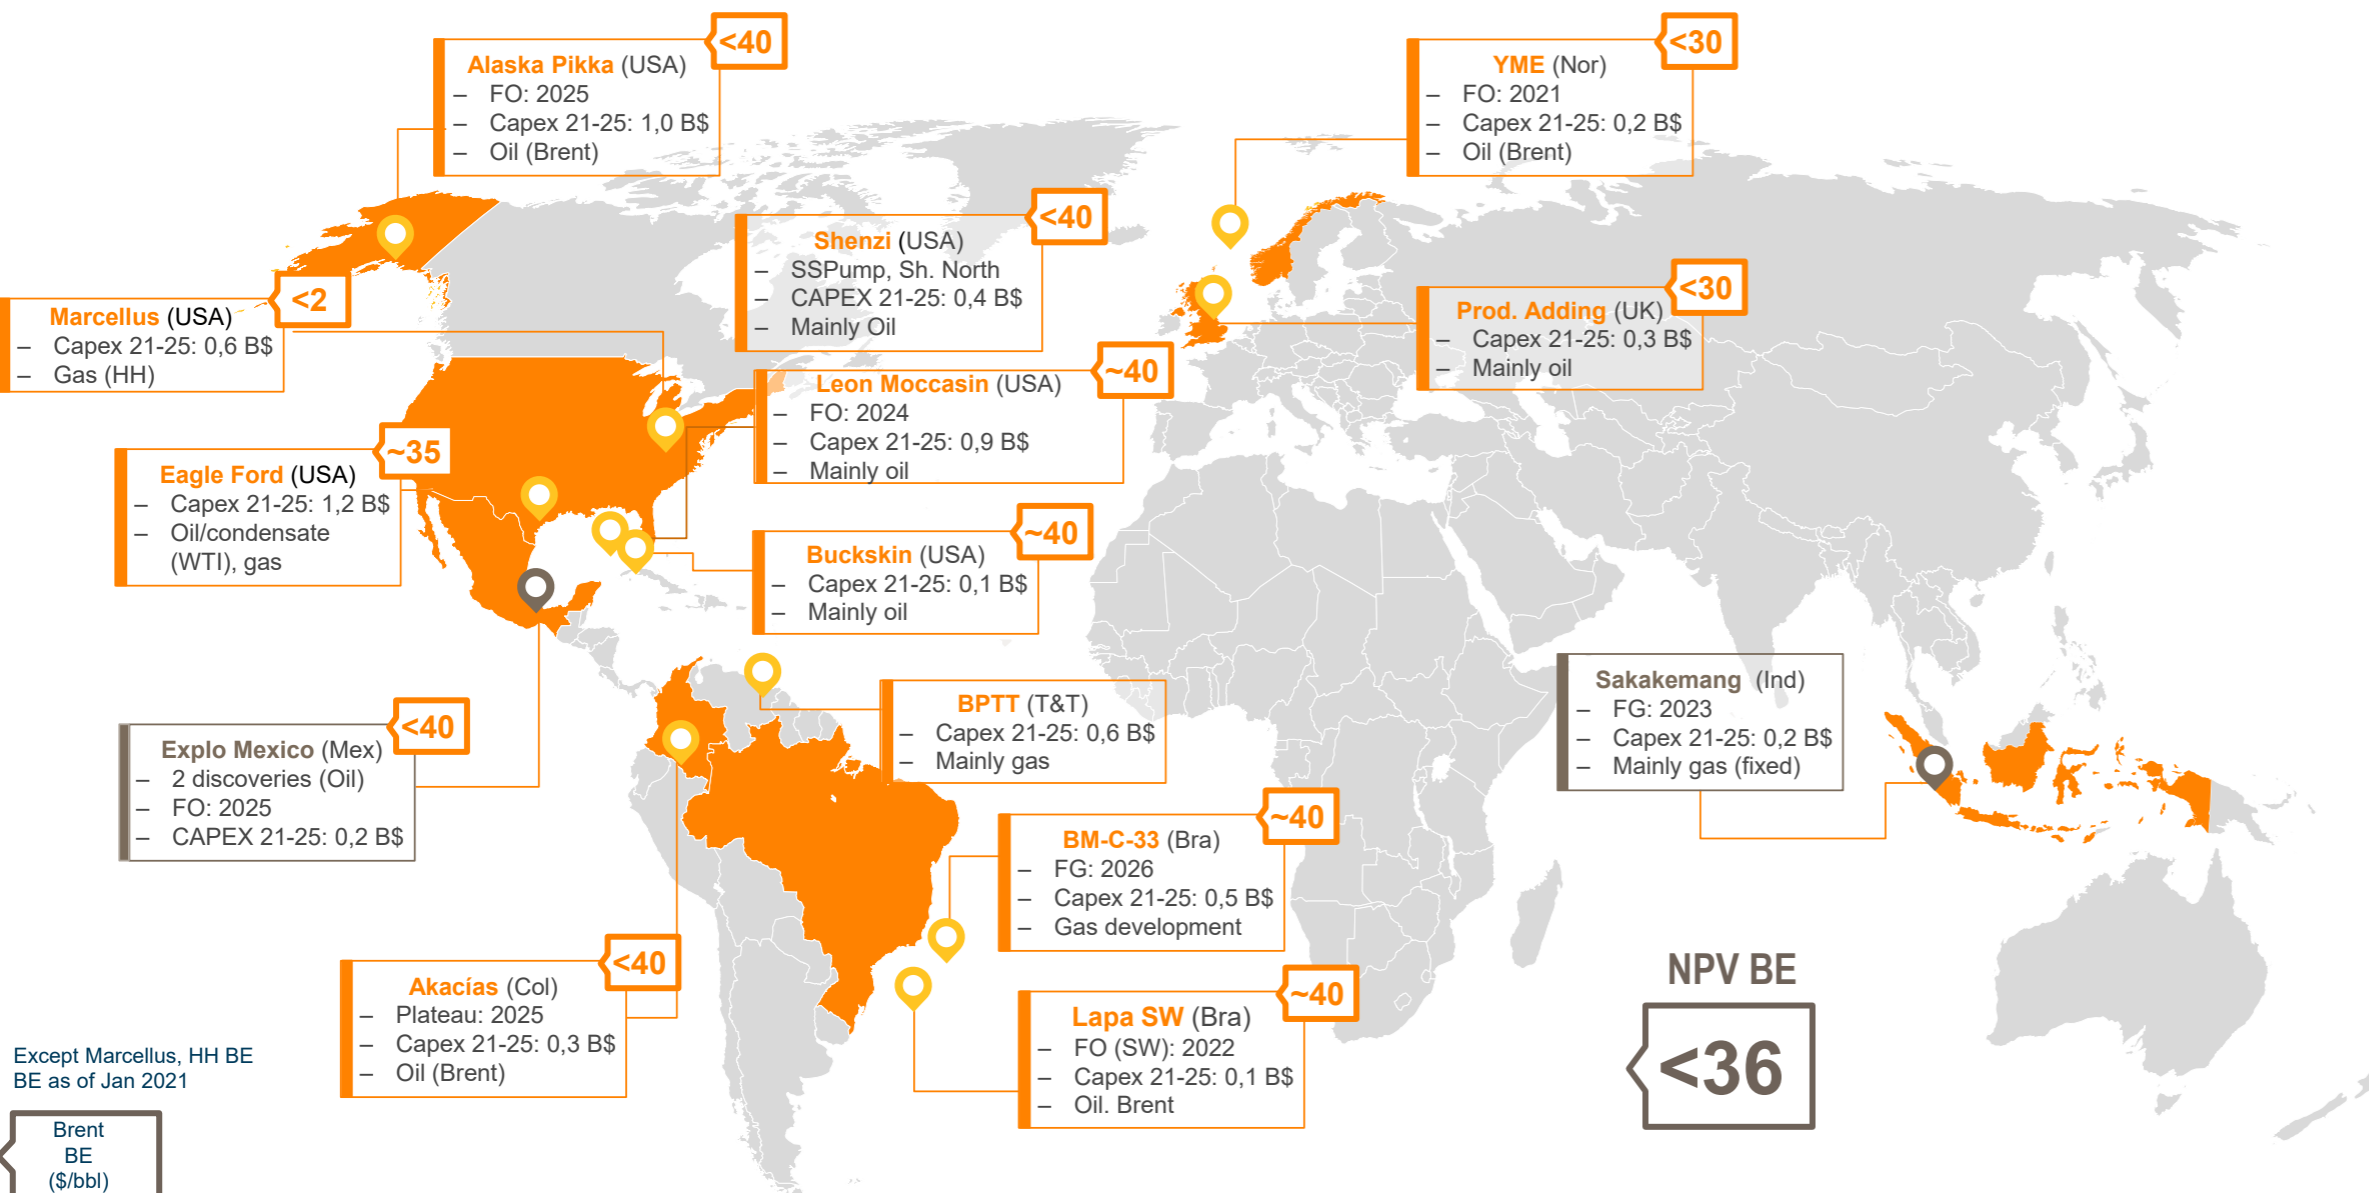 <40
Alaska Pikka (USA)
– FO: 2025
– Capex 21-25: 1,0 B$
– Oil (Brent)
<30
YME (Nor)
– FO: 2021
– Capex 21-25: 0,2 B$
– Oil (Brent)
<40
Shenzi (USA)
– SSPump, Sh. North
– CAPEX 21-25: 0,4 B$
– Mainly Oil
<2
Marcellus (USA)
– Capex 21-25: 0,6 B$
– Gas (HH)
<30
Prod. Adding (UK)
– Capex 21-25: 0,3 B$
– Mainly oil
~40
Leon Moccasin (USA)
– FO: 2024
– Capex 21-25: 0,9 B$
– Mainly oil
~35
Eagle Ford (USA)
– Capex 21-25: 1,2 B$
– Oil/condensate
(WTI), gas
~40
Buckskin (USA)
– Capex 21-25: 0,1 B$
– Mainly oil
<40
Explo Mexico (Mex)
– 2 discoveries (Oil)
– FO: 2025
– CAPEX 21-25: 0,2 B$
BPTT (T&T)
– Capex 21-25: 0,6 B$
– Mainly gas
Sakakemang (Ind)
– FG: 2023
– Capex 21-25: 0,2 B$
– Mainly gas (fixed)
~40
BM-C-33 (Bra)
– FG: 2026
– Capex 21-25: 0,5 B$
– Gas development
<40
Akacías (Col)
– Plateau: 2025
– Capex 21-25: 0,3 B$
– Oil (Brent)
~40
Lapa SW (Bra)
– FO (SW): 2022
– Capex 21-25: 0,1 B$
– Oil. Brent
NPV BE
<36
Except Marcellus, HH BE
BE as of Jan 2021
Brent
BE
($/bbl)